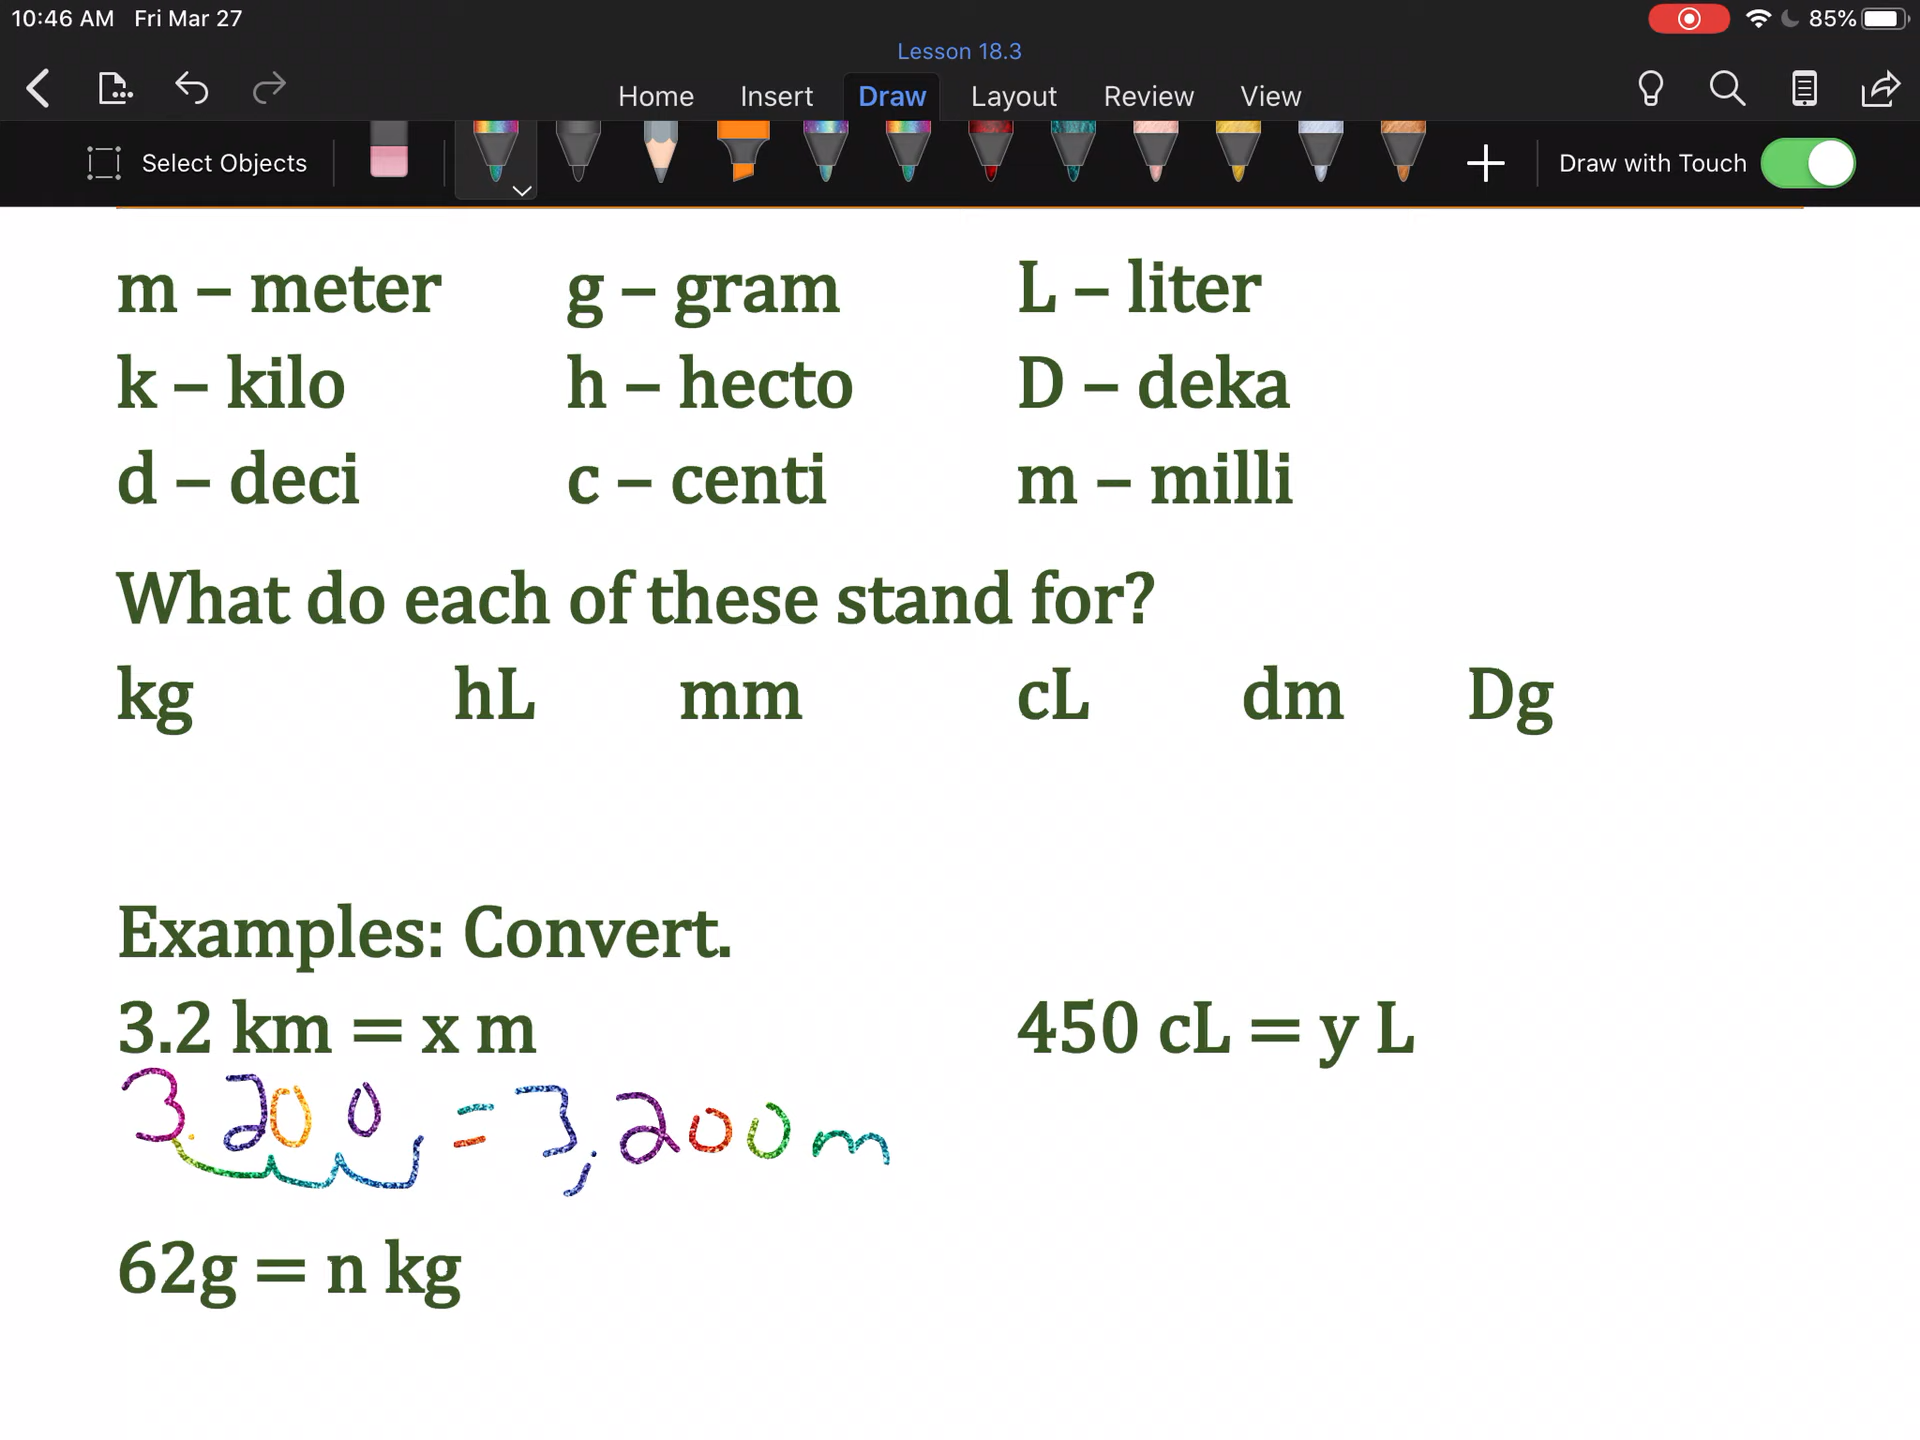 10:46 AM Fri Mar 27 85%
Lesson 18.3
Home Insert Draw Layout Review View
Select Objects Draw with Touch
m – meter g – gram L – liter
k – kilo h – hecto D – deka
d – deci c – centi m – milli
What do each of these stand for?
kg hL mm cL dm Dg
Examples: Convert.
3.2 km = x m 450 cL = y L
3.200 = 3,200m
62g = n kg